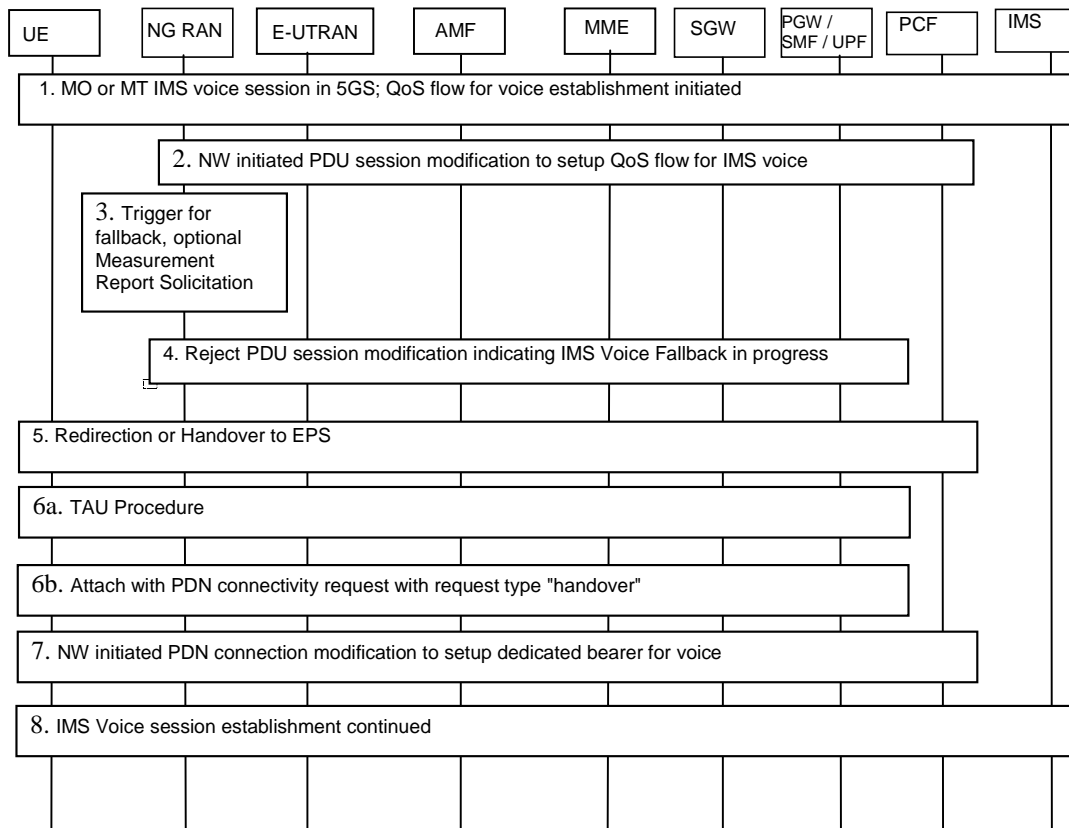 UE
NG RAN
E-UTRAN
AMF
MME
SGW
PGW /
SMF / UPF
PCF
IMS
1. MO or MT IMS voice session in 5GS; QoS flow for voice establishment initiated
2. NW initiated PDU session modification to setup QoS flow for IMS voice
3. Trigger for
fallback, optional
Measurement
Report Solicitation
4. Reject PDU session modification indicating IMS Voice Fallback in progress
5. Redirection or Handover to EPS
6a. TAU Procedure
6b. Attach with PDN connectivity request with request type "handover"
7. NW initiated PDN connection modification to setup dedicated bearer for voice
8. IMS Voice session establishment continued